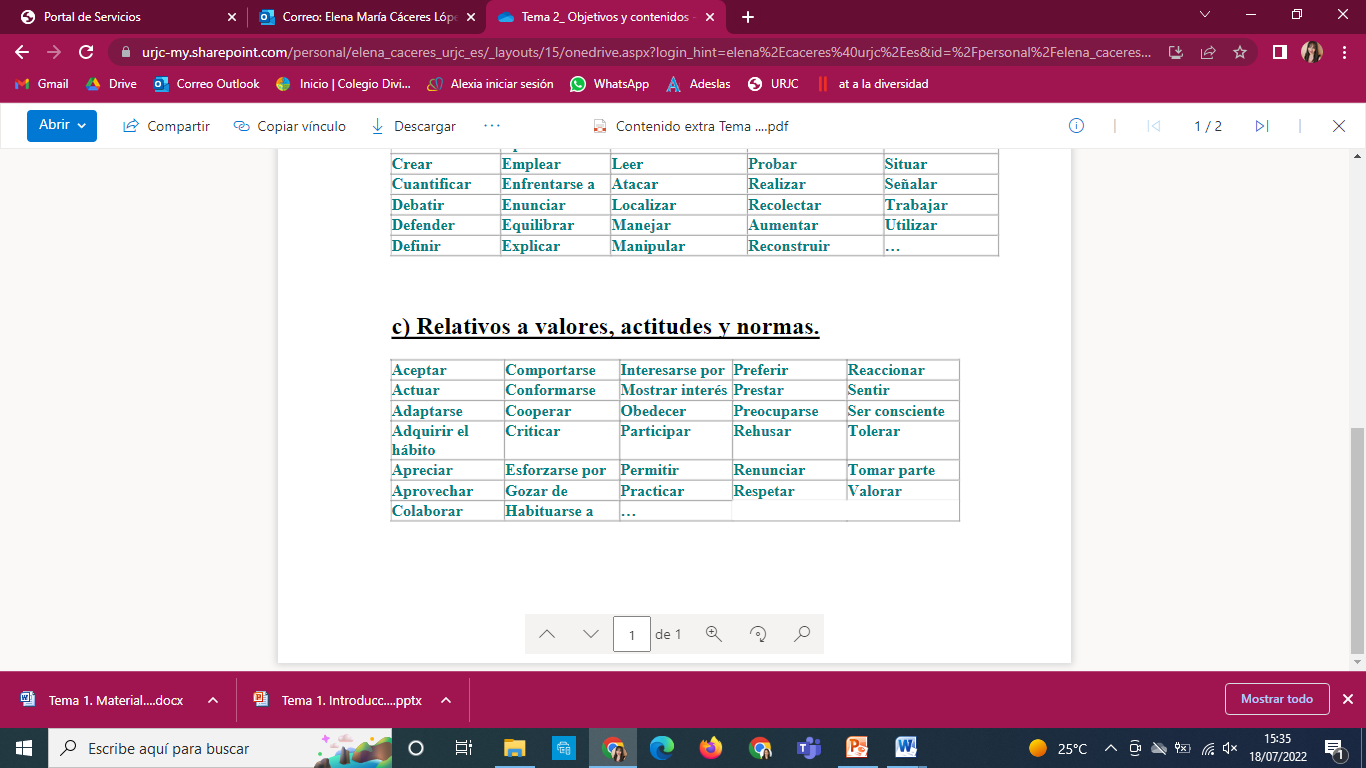 Portal de Servicios
Correo: Elena María Cáceres Lópe
Tema 2_ Objetivos y contenidos -
urjc-my.sharepoint.com/personal/elena_caceres_urjc_es/_layouts/15/onedrive.aspx?login_hint=elena%2Ecaceres%40urjc%2Ees&id=%2Fpersonal%2Felena_caceres...
Gmail Drive Correo Outlook Inicio | Colegio Divi... Alexia iniciar sesión WhatsApp Adeslas URJC at a la diversidad
Abrir Compartir Copiar vínculo Descargar ... Contenido extra Tema ....pdf 1 / 2
Crear Emplear Leer Probar Situar
Cuantificar Enfrentarse a Atacar Realizar Señalar
Debatir Enunciar Localizar Recolectar Trabajar
Defender Equilibrar Manejar Aumentar Utilizar
Definir Explicar Manipular Reconstruir …
c) Relativos a valores, actitudes y normas.
Aceptar Comportarse Interesarse por Preferir Reaccionar
Actuar Conformarse Mostrar interés Prestar Sentir
Adaptarse Cooperar Obedecer Preocuparse Ser consciente
Adquirir el hábito Criticar Participar Rehusar Tolerar
Apreciar Esforzarse por Permitir Renunciar Tomar parte
Aprovechar Gozar de Practicar Respetar Valorar
Colaborar Habituarse a …
1 de 1
Tema 1. Material....docx
Tema 1. Introducc....pptx
Mostrar todo
Escribe aquí para buscar
25°C
15:35
18/07/2022
1